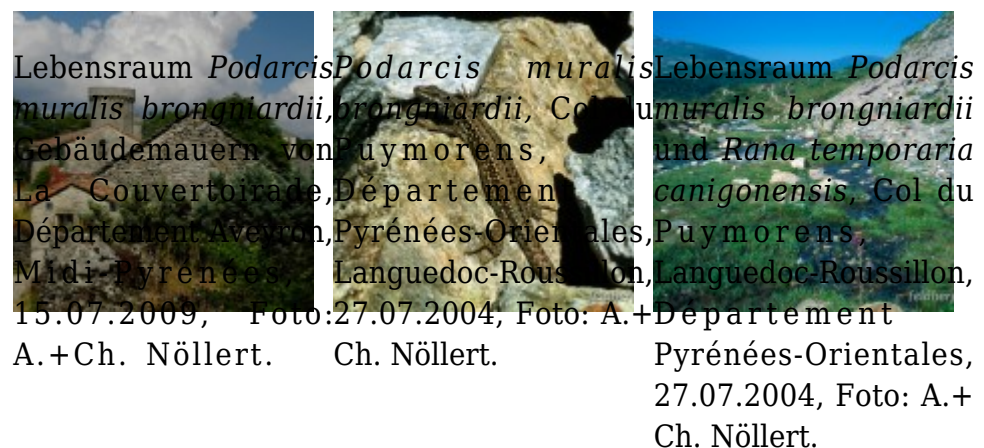 Lebensraum Podarcis
muralis brongniardii,
Gebäudemauern von
La Couvertoirade,
Département Aveyron,
Midi-Pyrenées,
15.07.2009, Foto:
A.+Ch. Nöllert.
Podarcis muralis
brongniardii, Col du
Puymorens,
Département
Pyrénées-Orientales,
Languedoc-Roussillon,
27.07.2004, Foto: A.+
Ch. Nöllert.
Lebensraum Podarcis
muralis brongniardii
und Rana temporaria
canigonensis, Col du
Puymorens,
Languedoc-Roussillon,
Département
Pyrénées-Orientales,
27.07.2004, Foto: A.+
Ch. Nöllert.